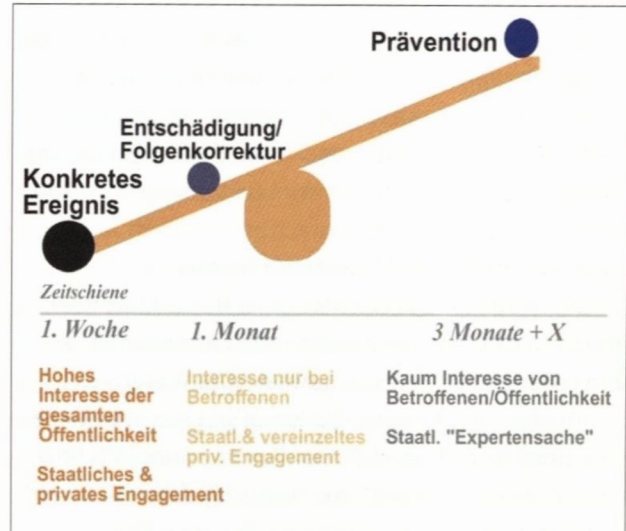 Prävention
Entschädigung/
Folgenkorrektur
Konkretes
Ereignis
Zeitschiene
1. Woche
1. Monat
3 Monate + X
Hohes
Interesse der
gesamten
Öffentlichkeit
Staatliches &
privates Engagement
Interesse nur bei
Betroffenen
Staatl.& vereinzeltes
priv. Engagement
Kaum Interesse von
Betroffenen/Öffentlichkeit
Staatl. "Expertensache"